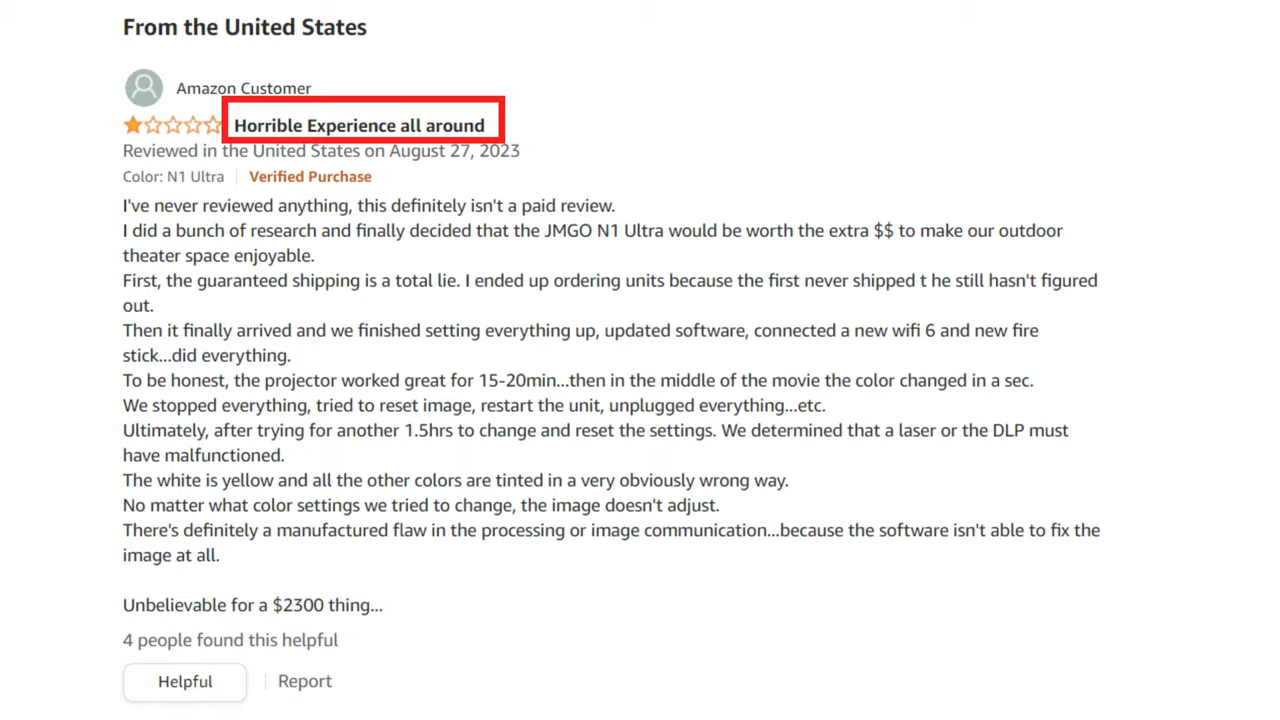 From the United States
Amazon Customer
Horrible Experience all around
Reviewed in the United States on August 27, 2023
Color: N1 Ultra
Verified Purchase
I've never reviewed anything, this definitely isn't a paid review.
I did a bunch of research and finally decided that the JMGO N1 Ultra would be worth the extra $$ to make our outdoor
theater space enjoyable.
First, the guaranteed shipping is a total lie. I ended up ordering units because the first never shipped t he still hasn't figured
out.
Then it finally arrived and we finished setting everything up, updated software, connected a new wifi 6 and new fire
stick...did everything.
To be honest, the projector worked great for 15-20min...then in the middle of the movie the color changed in a sec.
We stopped everything, tried to reset image, restart the unit, unplugged everything...etc.
Ultimately, after trying for another 1.5hrs to change and reset the settings. We determined that a laser or the DLP must
have malfunctioned.
The white is yellow and all the other colors are tinted in a very obviously wrong way.
No matter what color settings we tried to change, the image doesn't adjust.
There's definitely a manufactured flaw in the processing or image communication...because the software isn't able to fix the
image at all.
Unbelievable for a $2300 thing...
4 people found this helpful
Helpful
Report